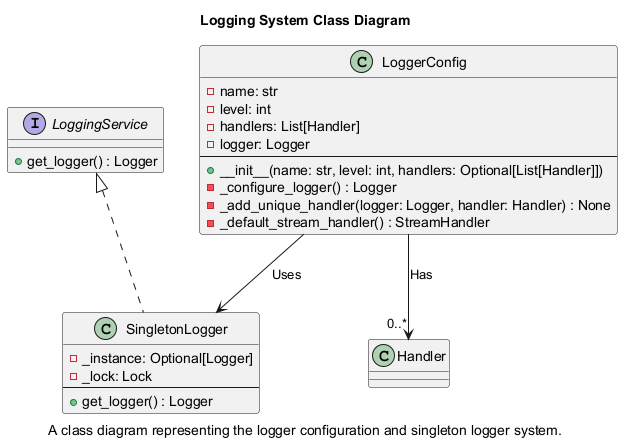 Logging System Class Diagram
C LoggerConfig
name: str
level: int
handlers: List[Handler]
logger: Logger
__init__(name: str, level: int, handlers: Optional[List[Handler]])
_configure_logger() : Logger
_add_unique_handler(logger: Logger, handler: Handler) : None
_default_stream_handler() : StreamHandler
I LoggingService
get_logger() : Logger
Uses
Has
0..*
C SingletonLogger
_instance: Optional[Logger]
_lock: Lock
get_logger() : Logger
C Handler
A class diagram representing the logger configuration and singleton logger system.